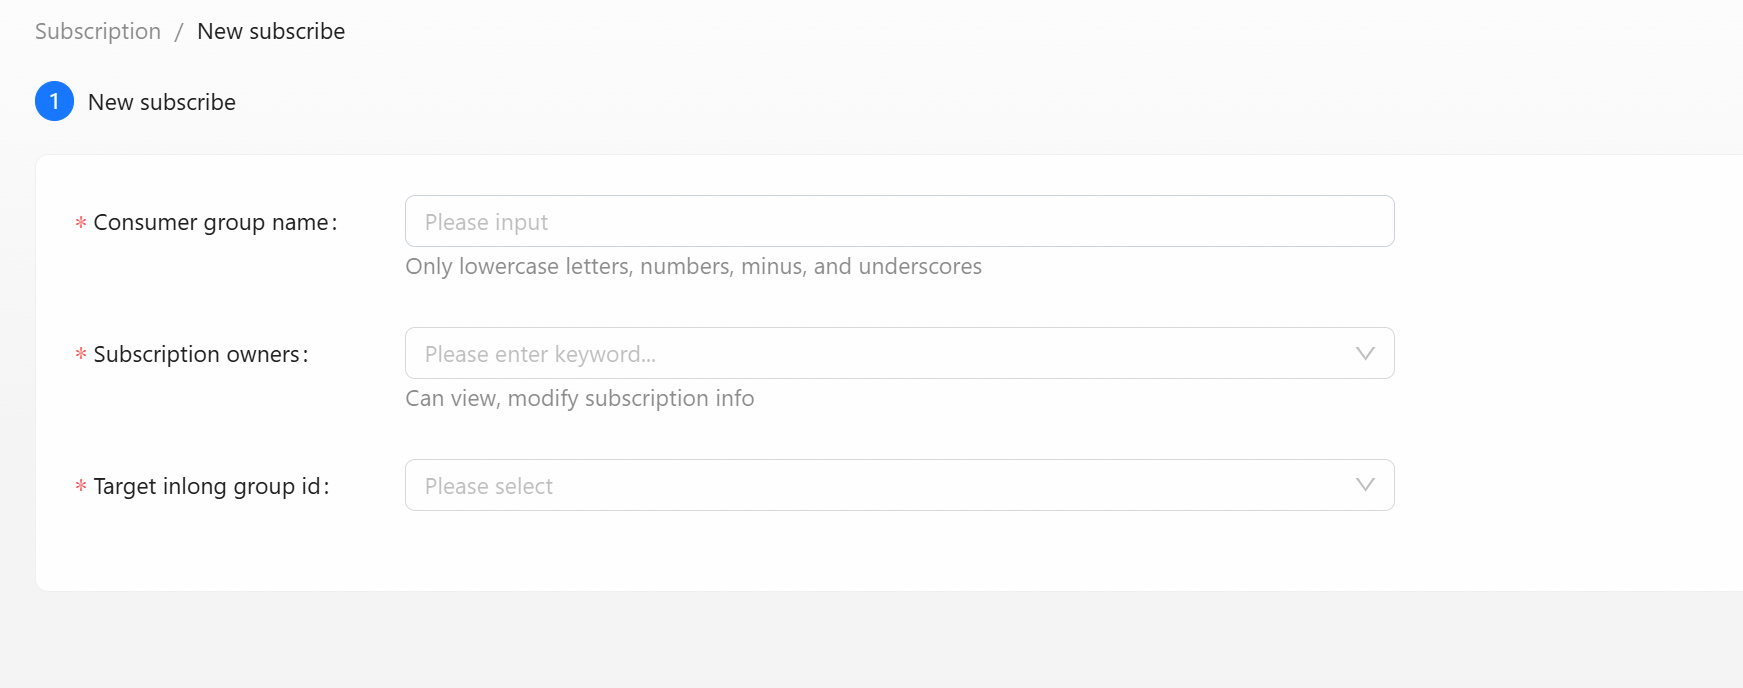 Subscription / New subscribe
1 New subscribe
* Consumer group name: Please input
Only lowercase letters, numbers, minus, and underscores
* Subscription owners: Please enter keyword...
Can view, modify subscription info
* Target inlong group id: Please select